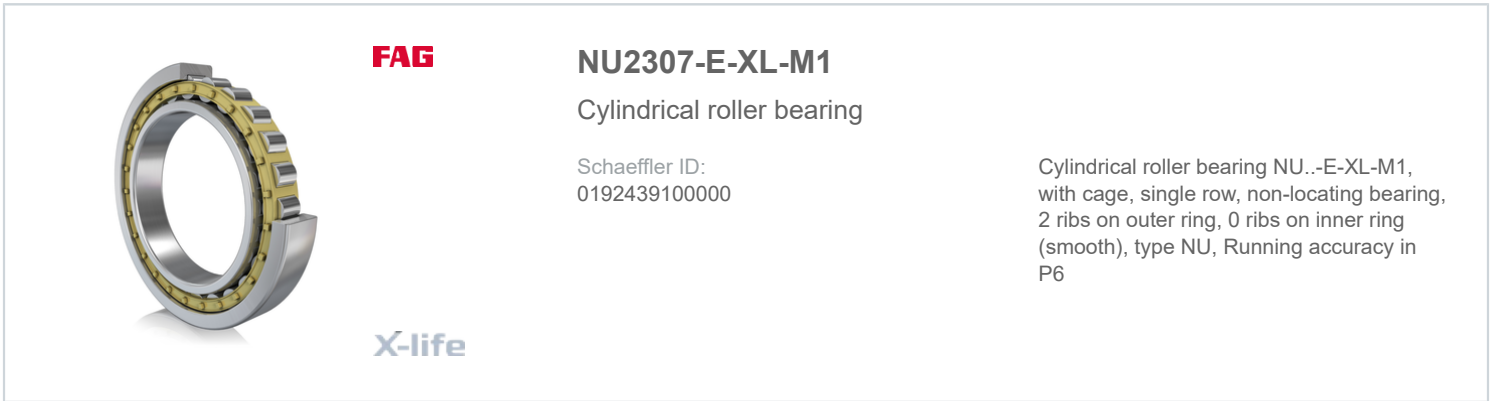 FAG
NU2307-E-XL-M1
Cylindrical roller bearing
Schaeffler ID:
0192439100000
Cylindrical roller bearing NU..-E-XL-M1,
with cage, single row, non-locating bearing,
2 ribs on outer ring, 0 ribs on inner ring
(smooth), type NU, Running accuracy in
P6
X-life